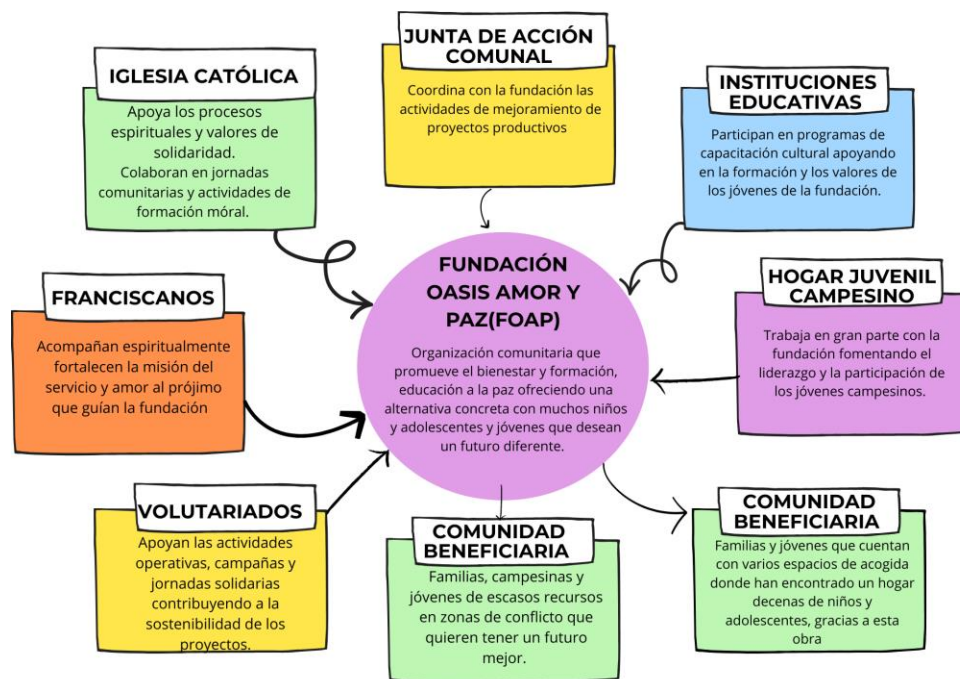 IGLESIA CATÓLICA
Apoya los procesos
espirituales y valores de
solidaridad.
Colaboran en jornadas
comunitarias y actividades de
formación móral.
JUNTA DE ACCIÓN
COMUNAL
Coordina con la fundación las
actividades de mejoramiento de
proyectos productivos
INSTITUCIONES
EDUCATIVAS
Participan en programas de
capacitación cultural apoyando
en la formación y los valores de
los jóvenes de la fundación.
FRANCISCANOS
Acompañan espiritualmente
fortalecen la misión del
servicio y amor al prójimo
que guían la fundación
FUNDACIÓN
OASIS AMOR Y
PAZ(FOAP)
Organización comunitaria que
promueve el bienestar y formación,
educación a la paz ofreciendo una
alternativa concreta con muchos niños
y adolescentes y jóvenes que desean
un futuro diferente.
HOGAR JUVENIL
CAMPESINO
Trabaja en gran parte con la
fundación fomentando el
liderazgo y la participación de
los jóvenes campesinos.
VOLUTARIADOS
Apoyan las actividades
operativas, campañas y
jornadas solidarias
contribuyendo a la
sostenibilidad de los
proyectos.
COMUNIDAD
BENEFICIARIA
Familias, campesinas y
jóvenes de escasos recursos
en zonas de conflicto que
quieren tener un futuro
mejor.
COMUNIDAD
BENEFICIARIA
Familias y jóvenes que cuentan
con varios espacios de acogida
donde han encontrado un hogar
decenas de niños y
adolescentes, gracias a esta
obra